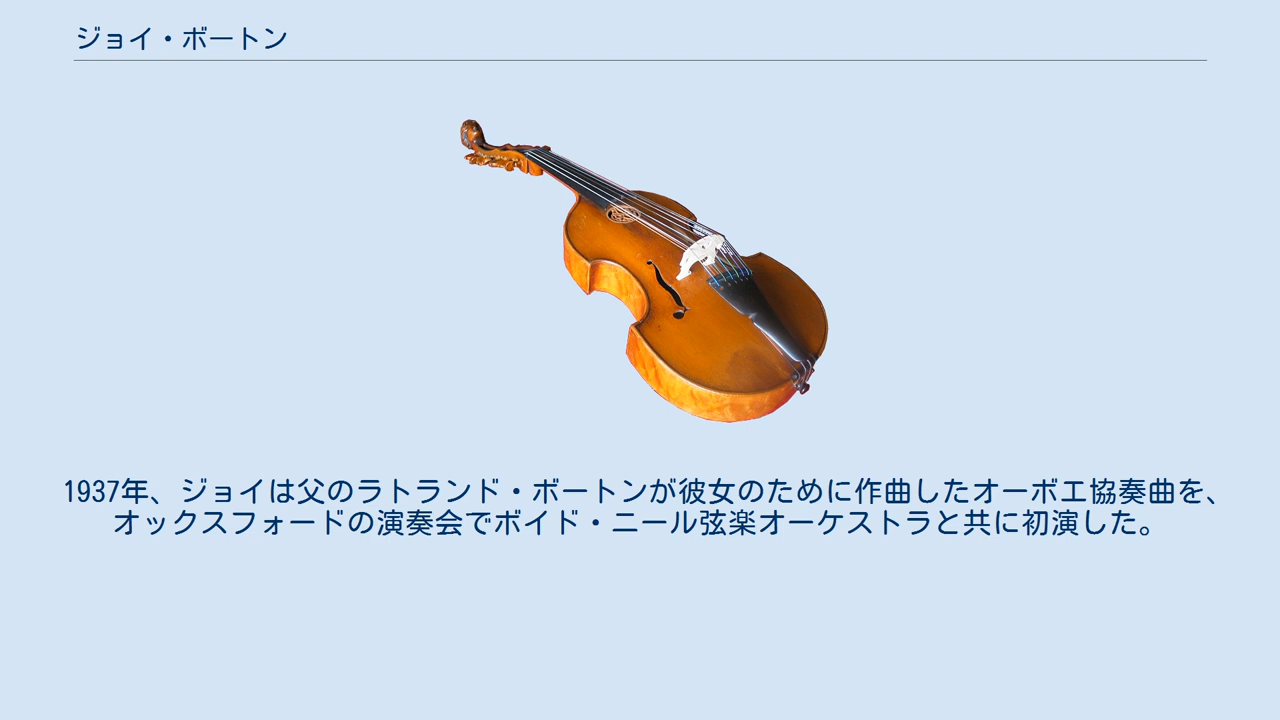 ジョイ・ボートン
1937年、ジョイは父のラトランド・ボートンが彼女のために作曲したオーボエ協奏曲を、
オックスフォードの演奏会でボイド・ニール弦楽オーケストラと共に初演した。